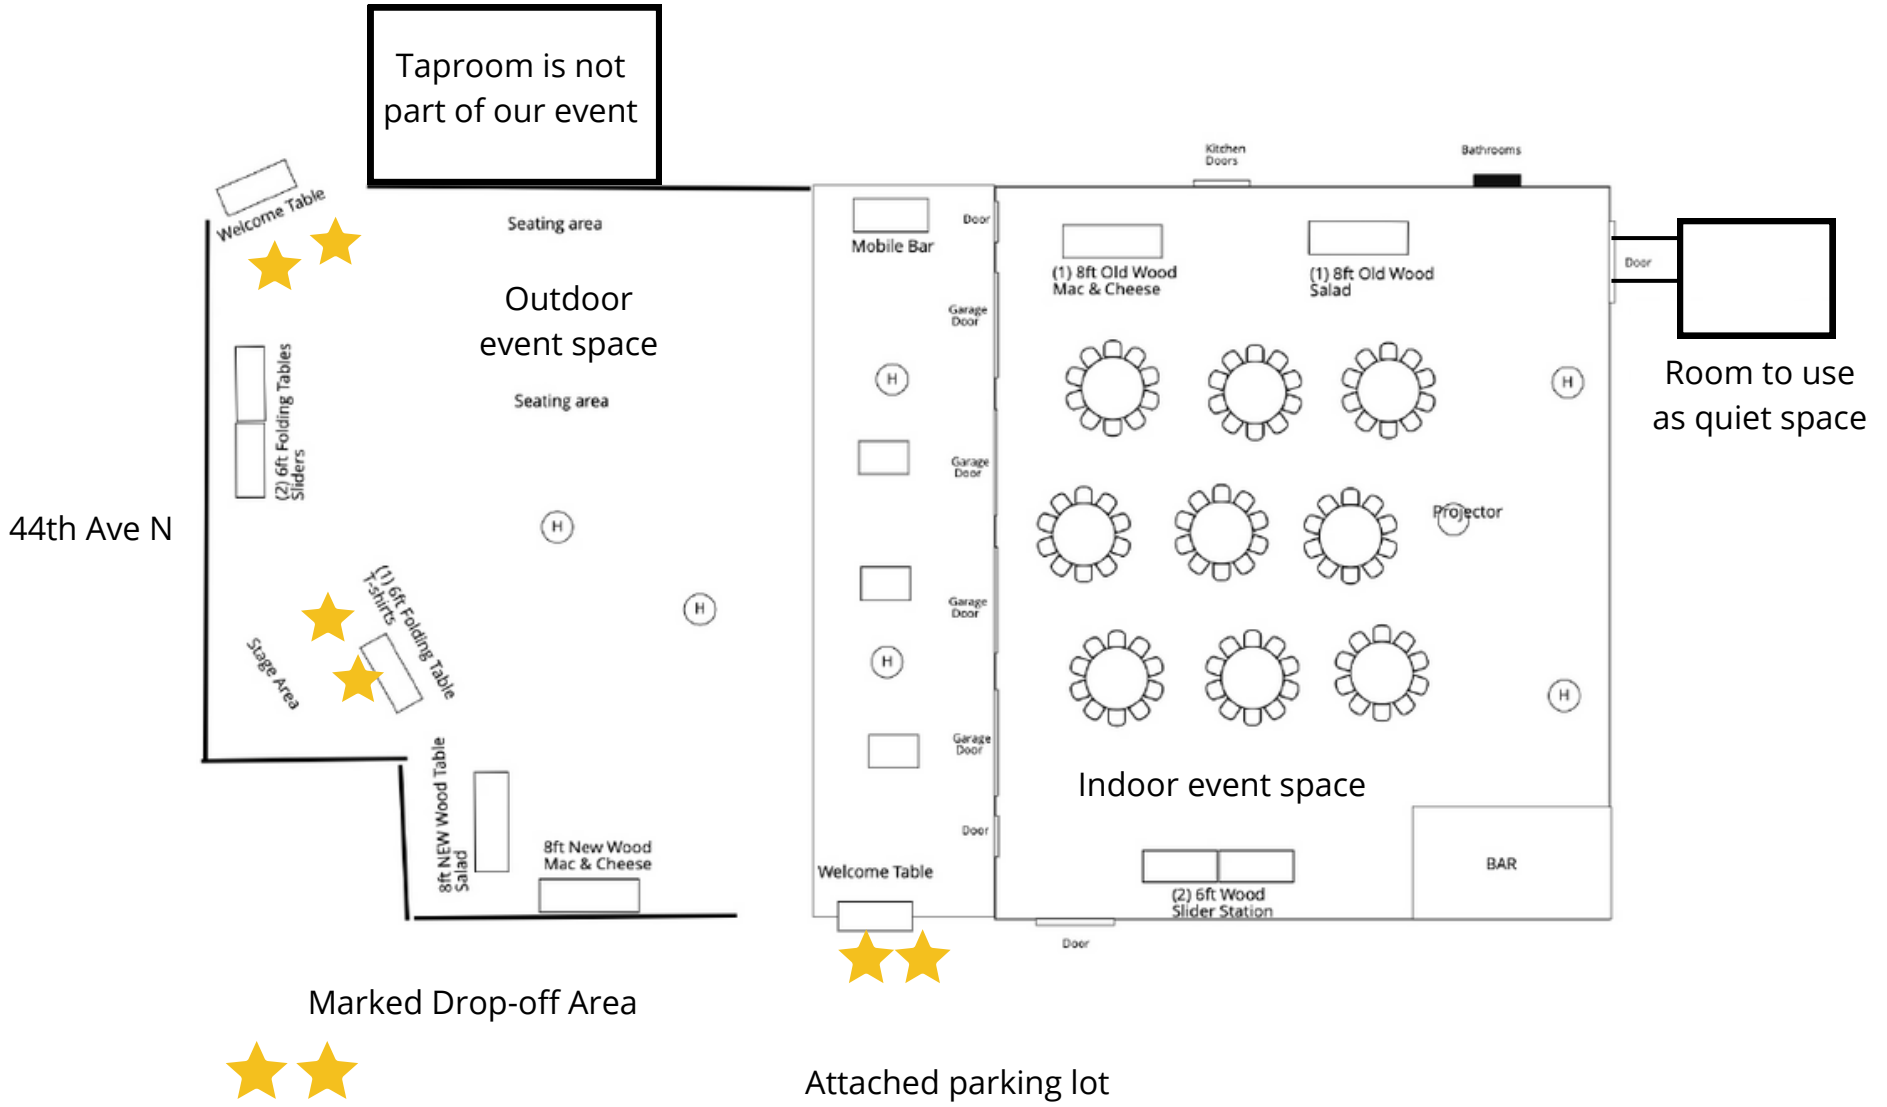 Taproom is not
part of our event
Kitchen
Doors
Bathrooms
Welcome Table
Seating area
Mobile Bar
Door
(1) 8ft Old Wood
Mac & Cheese
(1) 8ft Old Wood
Salad
Door
Outdoor
event space
Garage
Door
(2) 6ft Folding Tables
Sliders
Seating area
H
H
Room to use
as quiet space
Garage
Door
44th Ave N
H
Projector
(1) 6ft Folding Table
T-shirts
H
Garage
Door
Stage Area
H
H
Garage
Door
Indoor event space
8ft NEW Wood Table
Salad
8ft New Wood
Mac & Cheese
Door
Welcome Table
BAR
(2) 6ft Wood
Slider Station
Door
Marked Drop-off Area
Attached parking lot